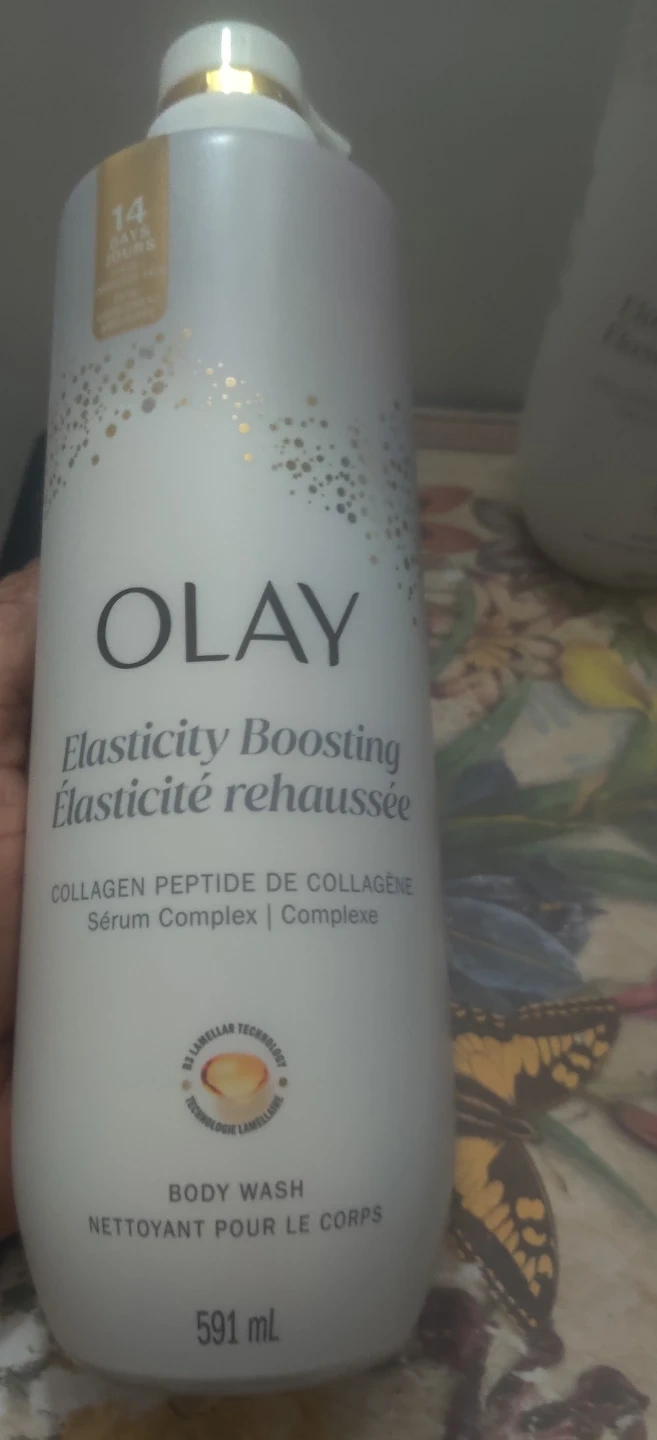 14
DAYS
JOURS
OLAY
Elasticity Boosting
Élasticité rehaussée
COLLAGEN PEPTIDE DE COLLAGÈNE
Sérum Complex | Complexe
B3 LAMELLAR TECHNOLOGY
TECHNOLOGIE LAMELLAIRE
BODY WASH
NETTOYANT POUR LE CORPS
591 mL